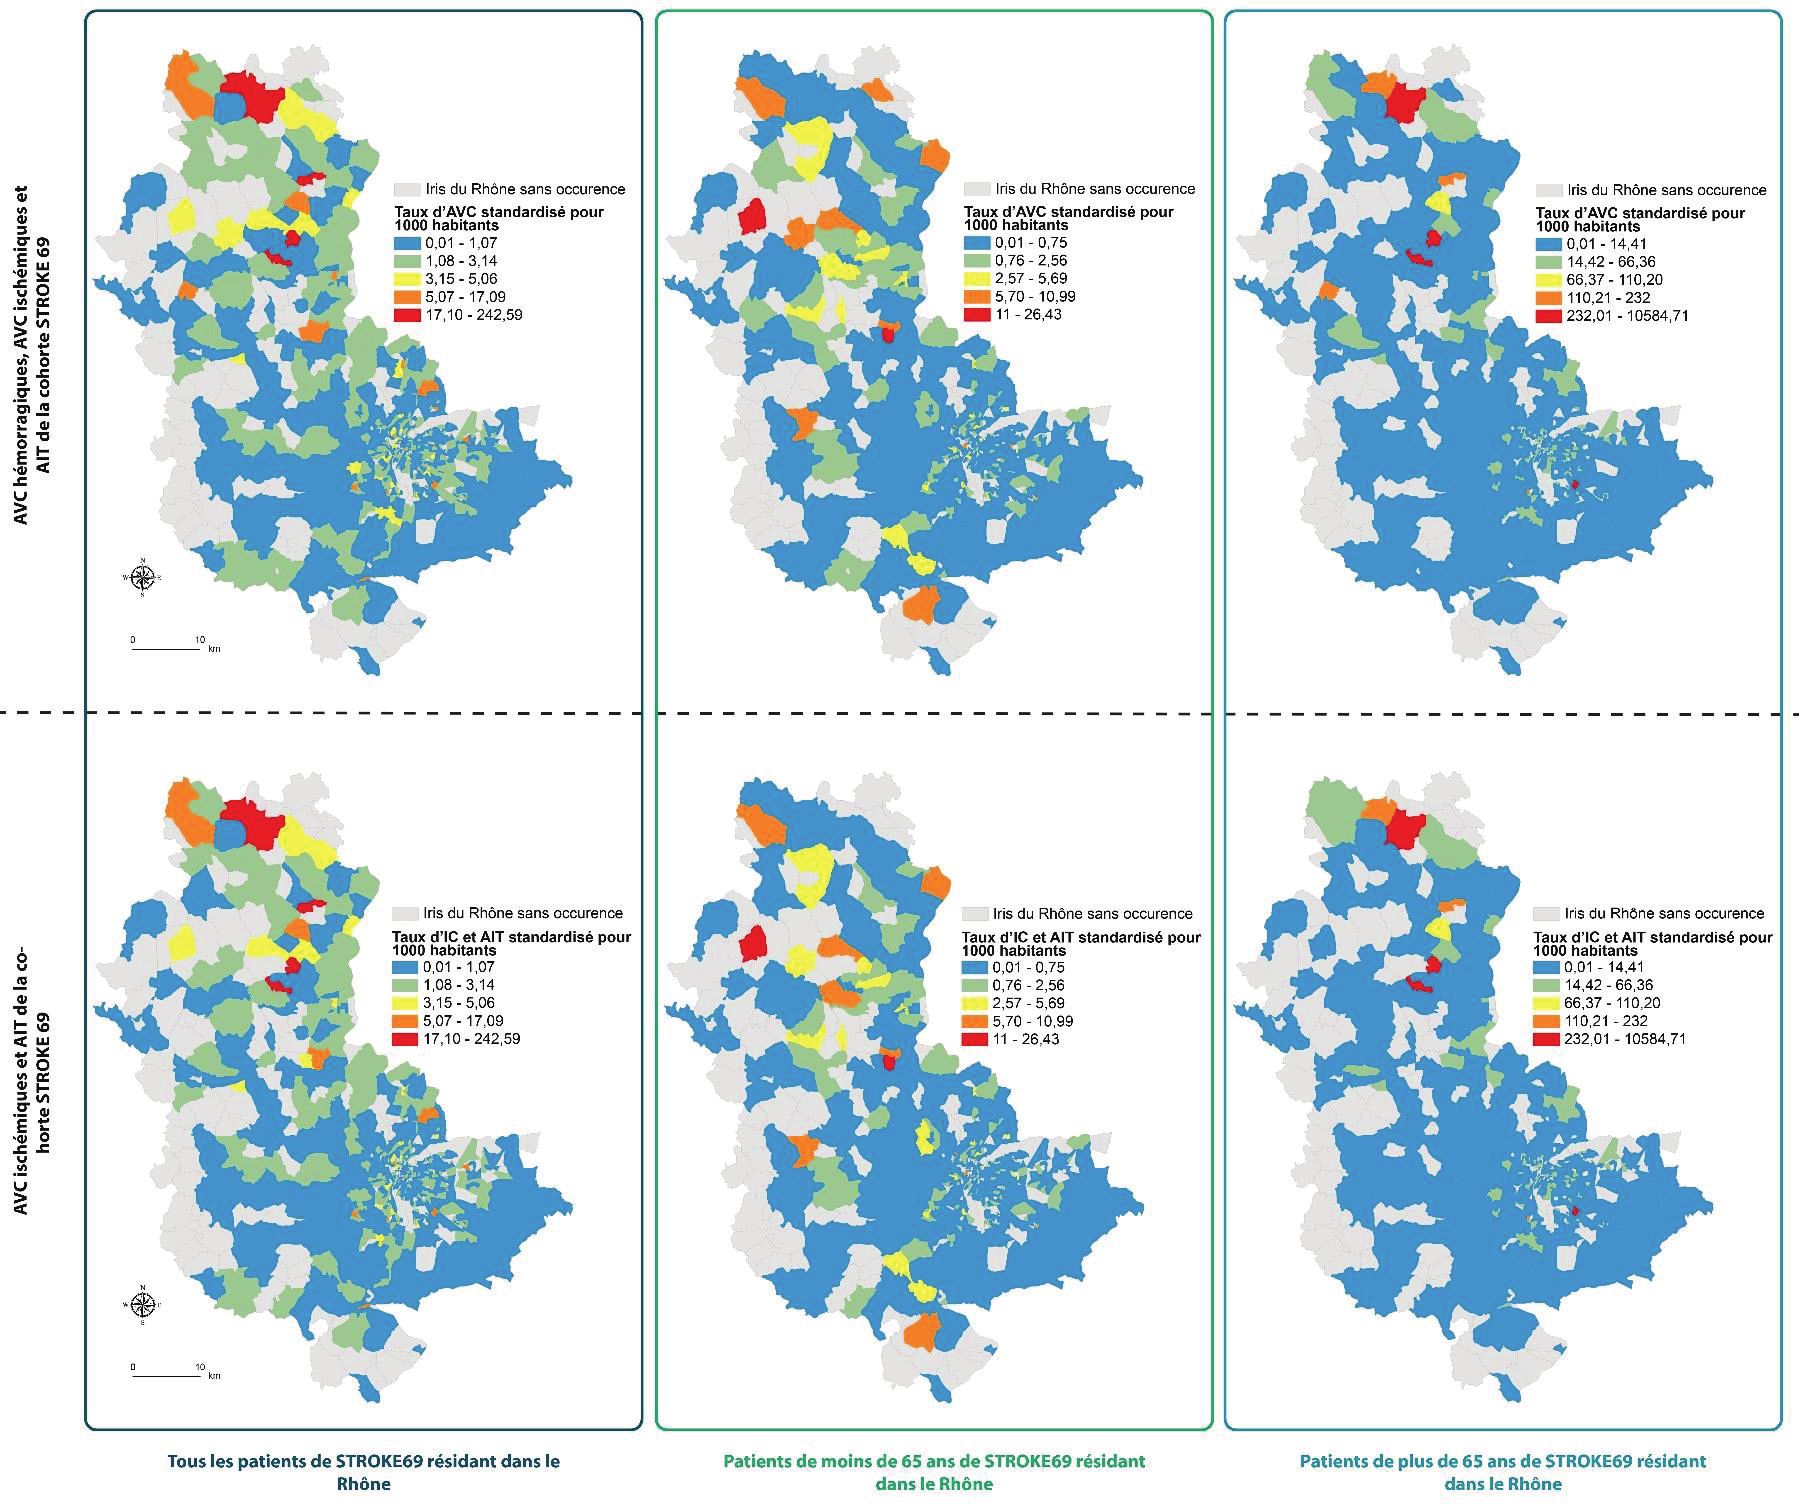 AVC hémorragiques, AVC ischémiques et
AIT de la cohorte STROKE 69
Iris du Rhône sans occurence
Taux d'AVC standardisé pour
1000 habitants
0,01 - 1,07
1,08 - 3,14
3,15 - 5,06
5,07 - 17,09
17,10 - 242,59
N
W
E
S
0
10
km
Iris du Rhône sans occurence
Taux d'AVC standardisé pour
1000 habitants
0,01 - 0,75
0,76 - 2,56
2,57 - 5,69
5,70 - 10,99
11 - 26,43
Iris du Rhône sans occurence
Taux d'AVC standardisé pour
1000 habitants
0,01 - 14,41
14,42 - 66,36
66,37 - 110,20
110,21 - 232
232,01 - 10584,71
AVC ischémiques et AIT de la co-
horte STROKE 69
Iris du Rhône sans occurence
Taux d'IC et AIT standardisé pour
1000 habitants
0,01 - 1,07
1,08 - 3,14
3,15 - 5,06
5,07 - 17,09
17,10 - 242,59
N
W
E
S
0
10
km
Iris du Rhône sans occurence
Taux d'IC et AIT standardisé pour
1000 habitants
0,01 - 0,75
0,76 - 2,56
2,57 - 5,69
5,70 - 10,99
11 - 26,43
Iris du Rhône sans occurence
Taux d'IC et AIT standardisé pour
1000 habitants
0,01 - 14,41
14,42 - 66,36
66,37 - 110,20
110,21 - 232
232,01 - 10584,71
Tous les patients de STROKE69 résidant dans le
Rhône
Patients de moins de 65 ans de STROKE69 résidant
dans le Rhône
Patients de plus de 65 ans de STROKE69 résidant
dans le Rhône